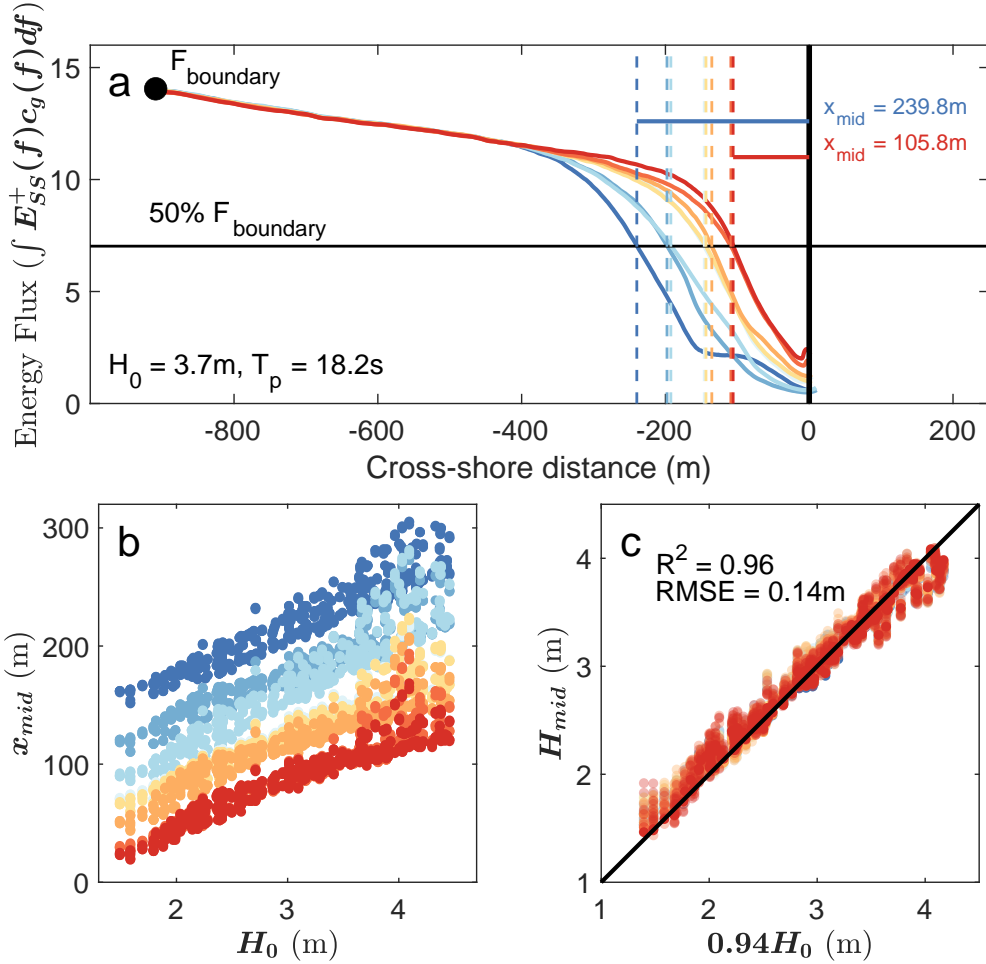 a
F_boundary
x_mid = 239.8m
x_mid = 105.8m
50% F_boundary
H_0 = 3.7m, T_p = 18.2s
Energy Flux (∫ E^+_SS(f)c_g(f)df)
15
10
5
0
-800 -600 -400 -200 0 200
Cross-shore distance (m)
b
x_mid (m)
300
200
100
0
2 3 4
H_0 (m)
c
R^2 = 0.96
RMSE = 0.14m
H_mid (m)
4
3
2
1
1 2 3 4
0.94H_0 (m)